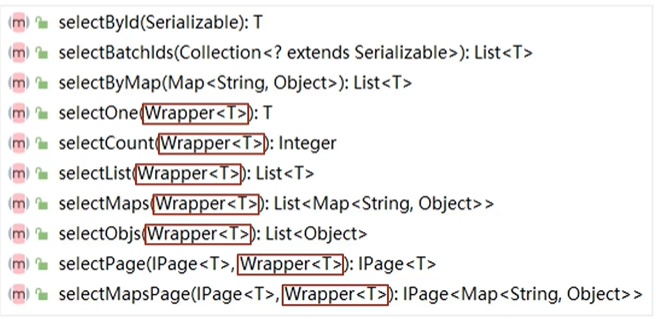 selectById(Serializable): T
selectBatchIds(Collection<? extends Serializable>): List<T>
selectByMap(Map<String, Object>): List<T>
selectOne(Wrapper<T>): T
selectCount(Wrapper<T>): Integer
selectList(Wrapper<T>): List<T>
selectMaps(Wrapper<T>): List<Map<String, Object>>
selectObjs(Wrapper<T>): List<Object>
selectPage(IPage<T>, Wrapper<T>): IPage<T>
selectMapsPage(IPage<T>, Wrapper<T>): IPage<Map<String, Object>>